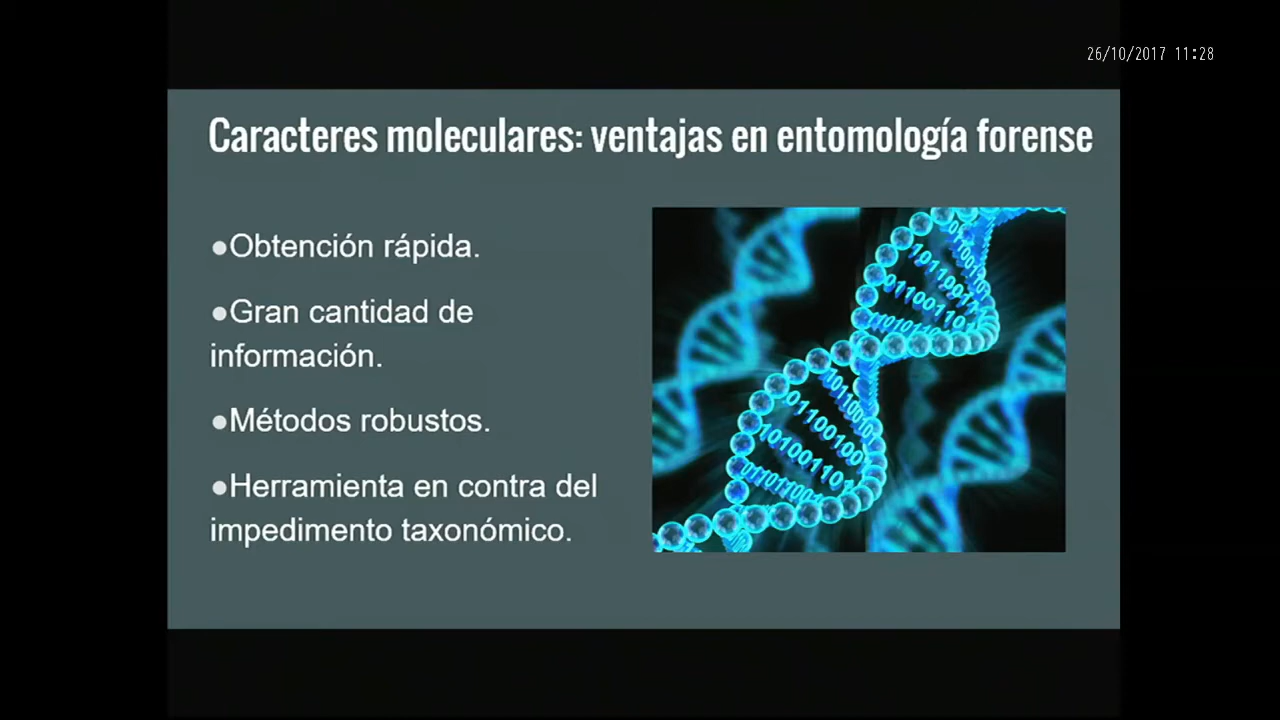 26/10/2017 11:28
Caracteres moleculares: ventajas en entomología forense
●Obtención rápida.
●Gran cantidad de
información.
●Métodos robustos.
●Herramienta en contra del
impedimento taxonómico.